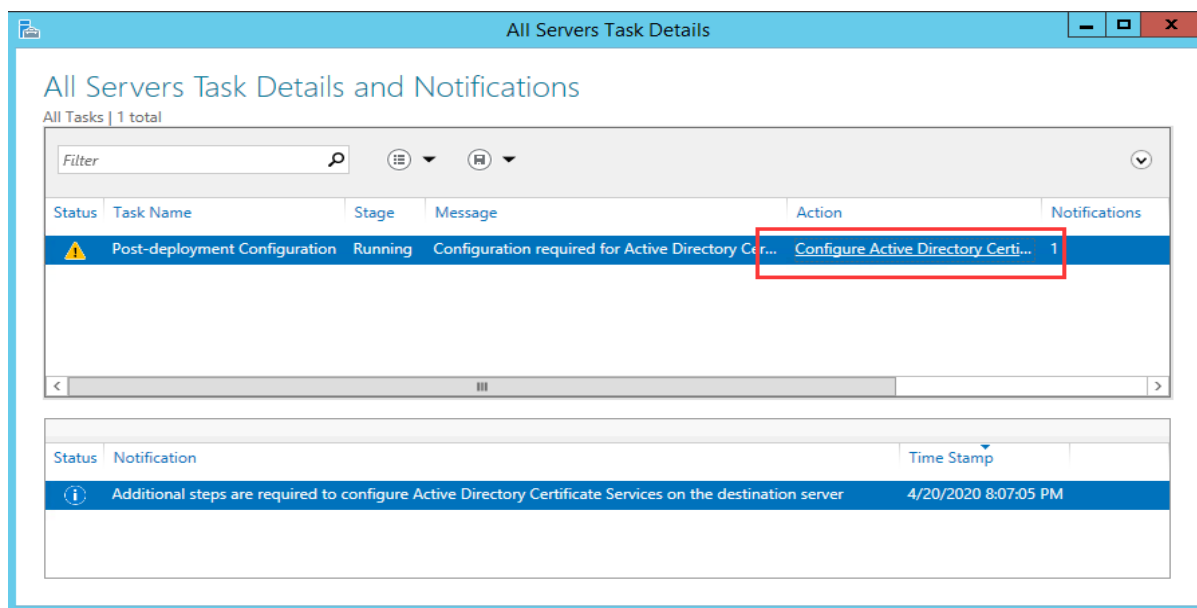 All Servers Task Details
All Servers Task Details and Notifications
All Tasks | 1 total
Filter
Status Task Name Stage Message Action Notifications
Post-deployment Configuration Running Configuration required for Active Directory Cer... Configure Active Directory Certi... 1
Status Notification Time Stamp
Additional steps are required to configure Active Directory Certificate Services on the destination server 4/20/2020 8:07:05 PM